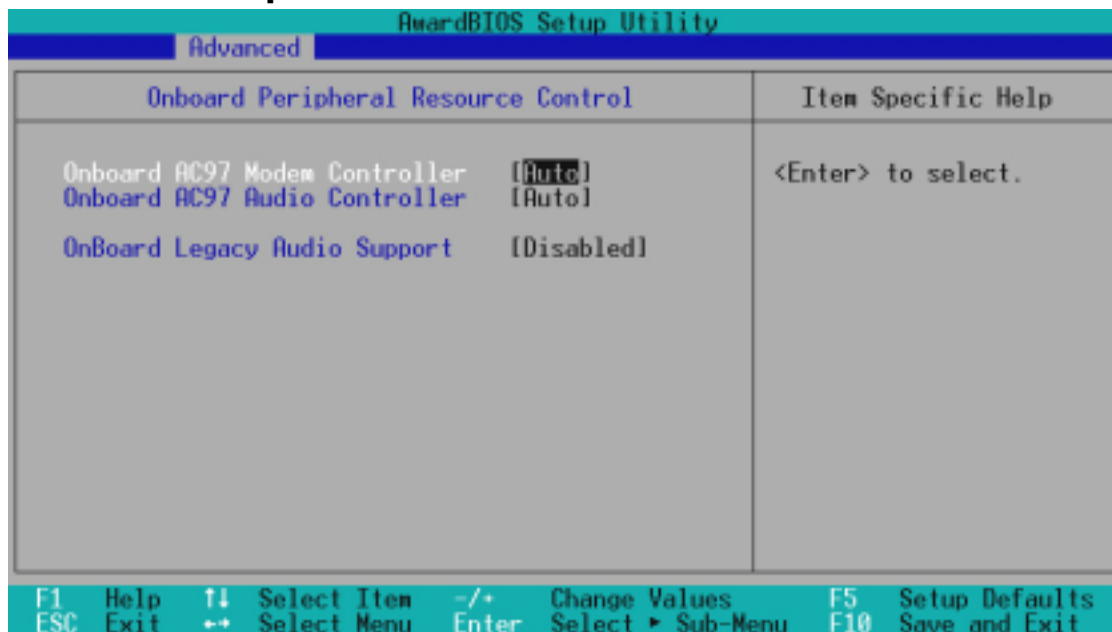 AwardBIOS Setup Utility
Advanced
Onboard Peripheral Resource Control
Item Specific Help
Onboard AC97 Modem Controller [Auto]
Onboard AC97 Audio Controller [Auto]
OnBoard Legacy Audio Support [Disabled]
<Enter> to select.
F1 Help ↑↓ Select Item -/+ Change Values F5 Setup Defaults
ESC Exit ←→ Select Menu Enter Select ► Sub-Menu F10 Save and Exit